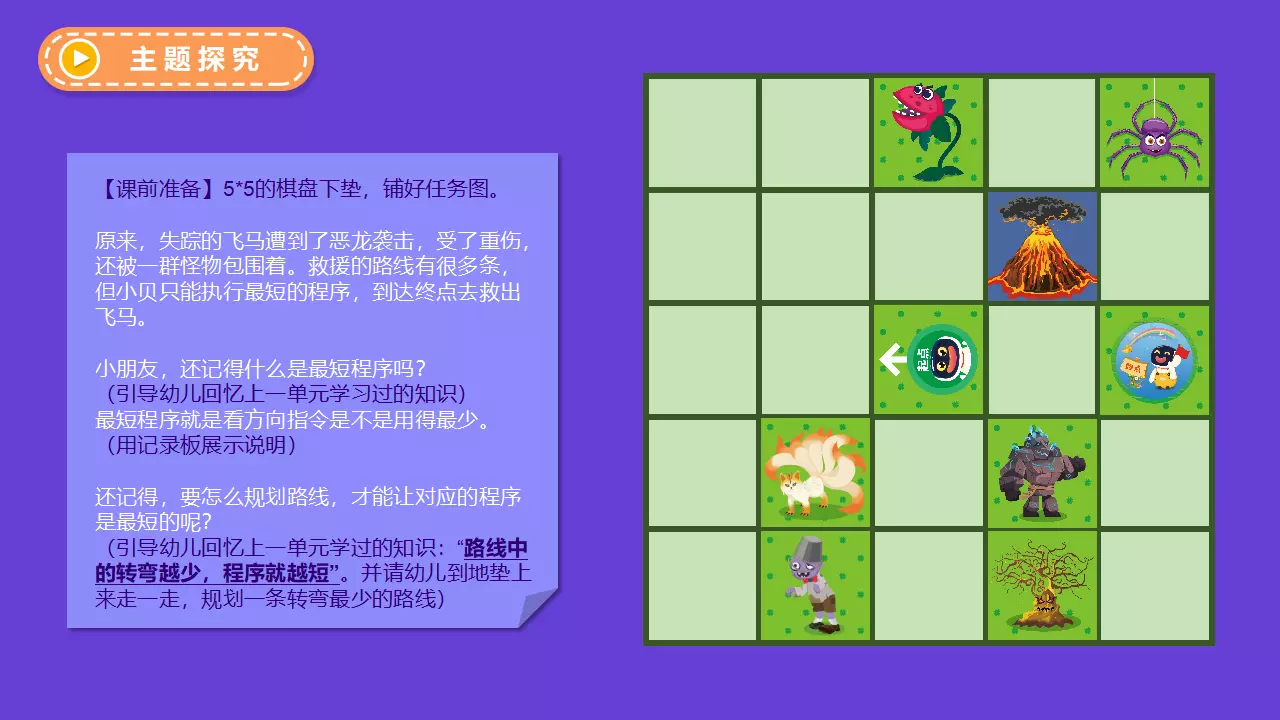 主题探究
【课前准备】5*5的棋盘下垫，铺好任务图。
原来，失踪的飞马遭到了恶龙袭击，受了重伤，
还被一群怪物包围着。救援的路线有很多条，
但小贝只能执行最短的程序，到达终点去救出
飞马。
小朋友，还记得什么是最短程序吗？
（引导幼儿回忆上一单元学习过的知识）
最短程序就是看方向指令是不是用得最少。
（用记录板展示说明）
还记得，要怎么规划路线，才能让对应的程序
是最短的呢？
（引导幼儿回忆上一单元学过的知识：“路线中
的转弯越少，程序就越短”。并请幼儿到地垫上
来走一走，规划一条转弯最少的路线）
起点
终点